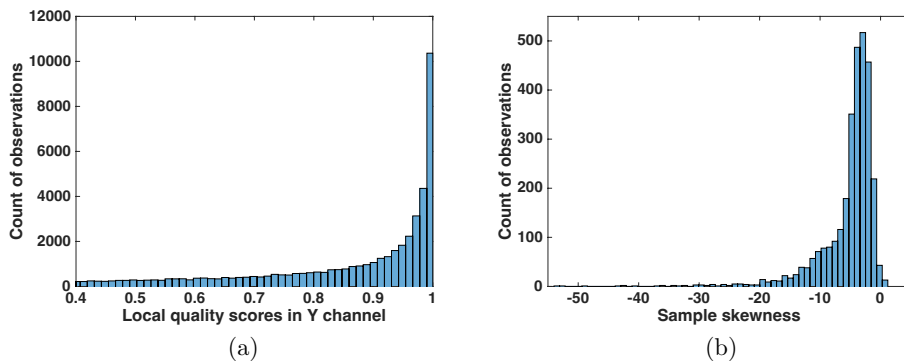 12000
10000
8000
6000
4000
2000
0
Count of observations
0.4 0.5 0.6 0.7 0.8 0.9 1
Local quality scores in Y channel
(a)
500
400
300
200
100
0
Count of observations
-50 -40 -30 -20 -10 0
Sample skewness
(b)